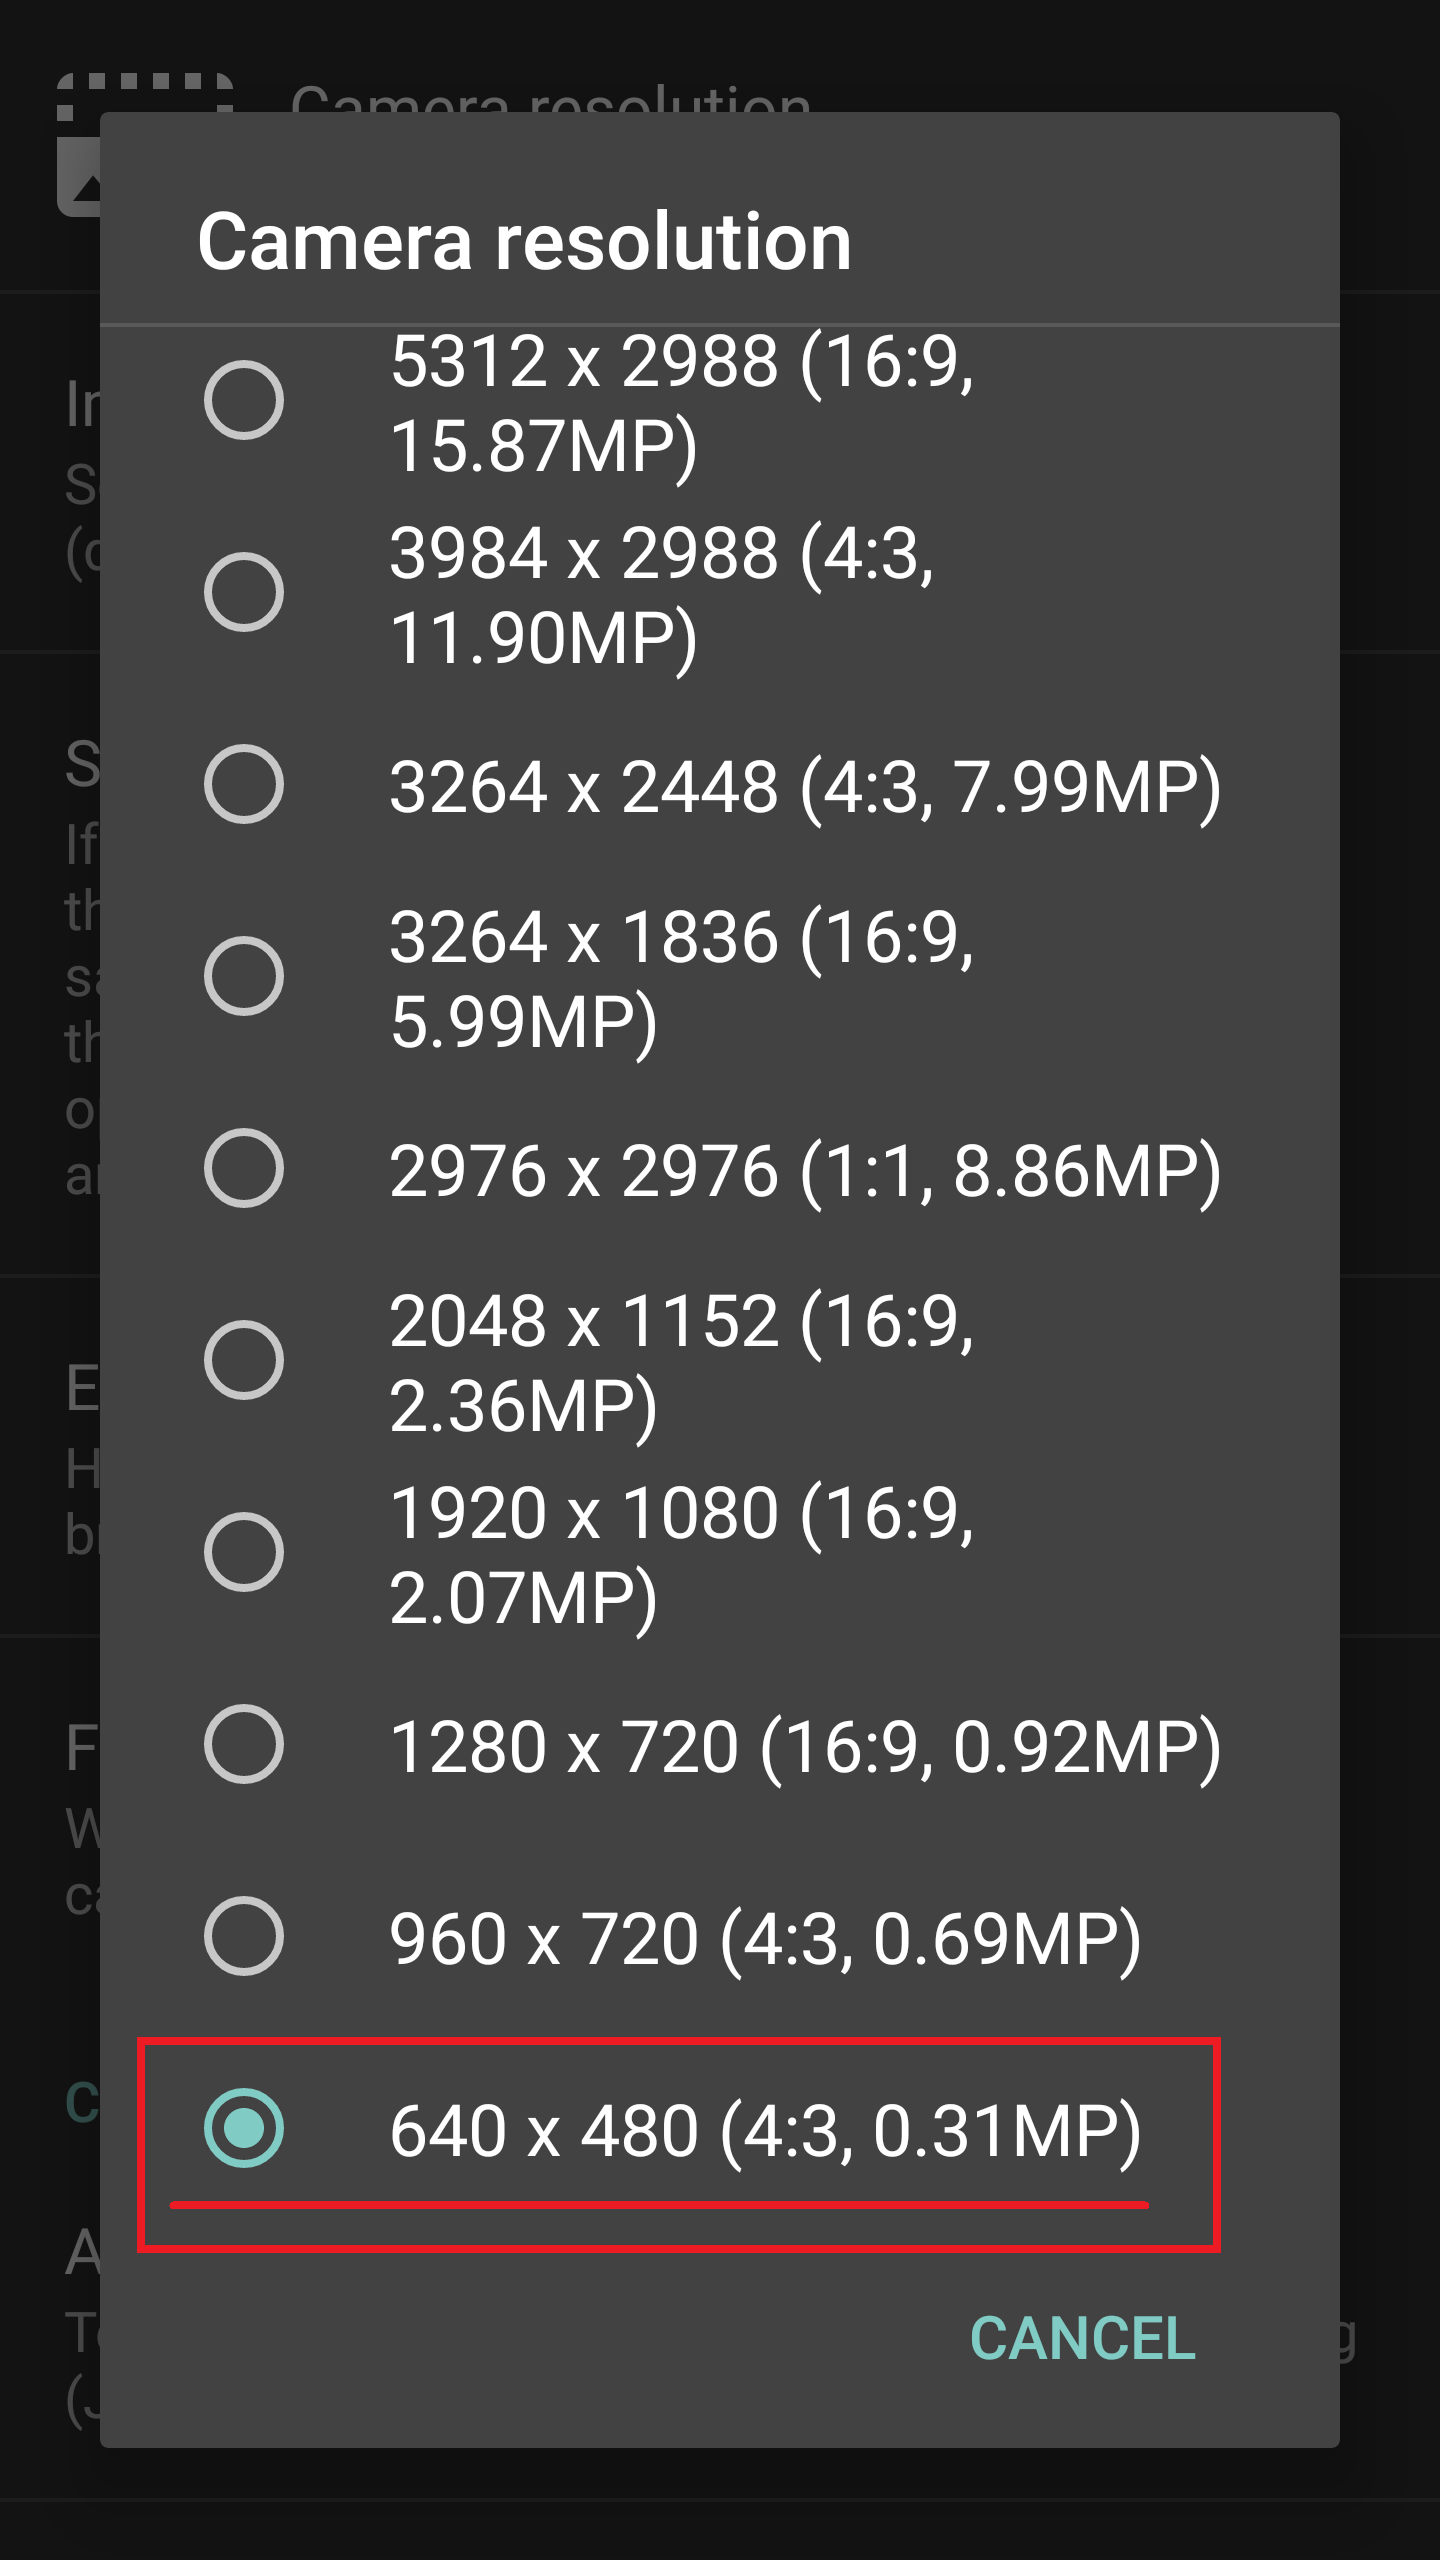 Camera resolution
Camera resolution
5312 x 2988 (16:9,
15.87MP)
3984 x 2988 (4:3,
11.90MP)
3264 x 2448 (4:3, 7.99MP)
3264 x 1836 (16:9,
5.99MP)
2976 x 2976 (1:1, 8.86MP)
2048 x 1152 (16:9,
2.36MP)
1920 x 1080 (16:9,
2.07MP)
1280 x 720 (16:9, 0.92MP)
960 x 720 (4:3, 0.69MP)
640 x 480 (4:3, 0.31MP)
CANCEL